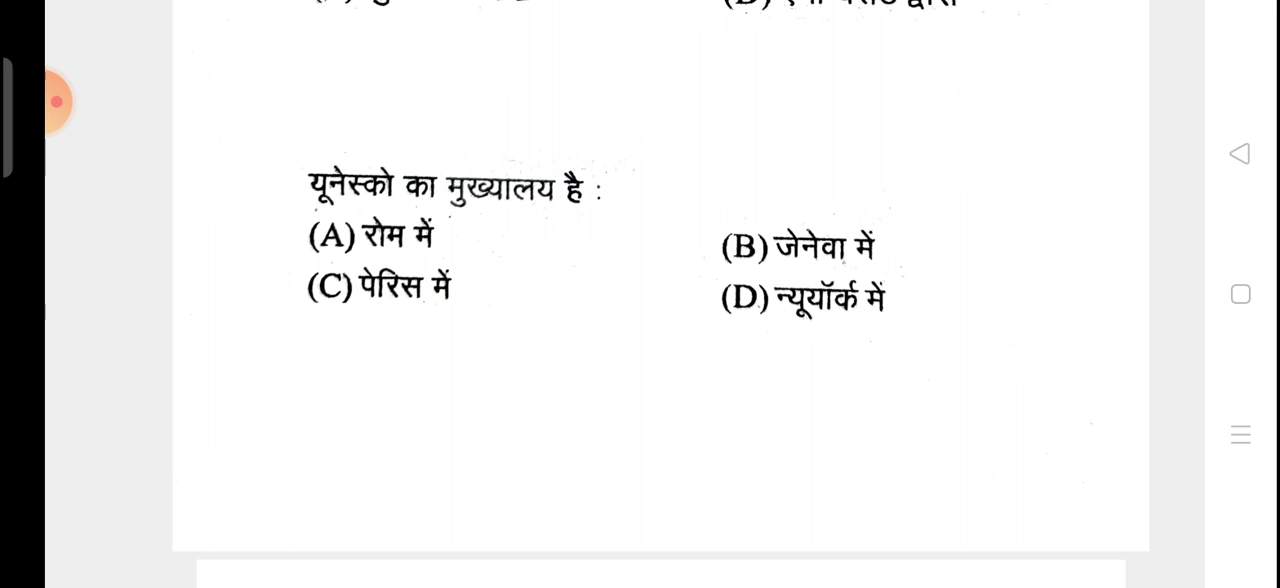 यूनेस्को का मुख्यालय है :
(A) रोम में
(B) जेनेवा में
(C) पेरिस में
(D) न्यूयॉर्क में